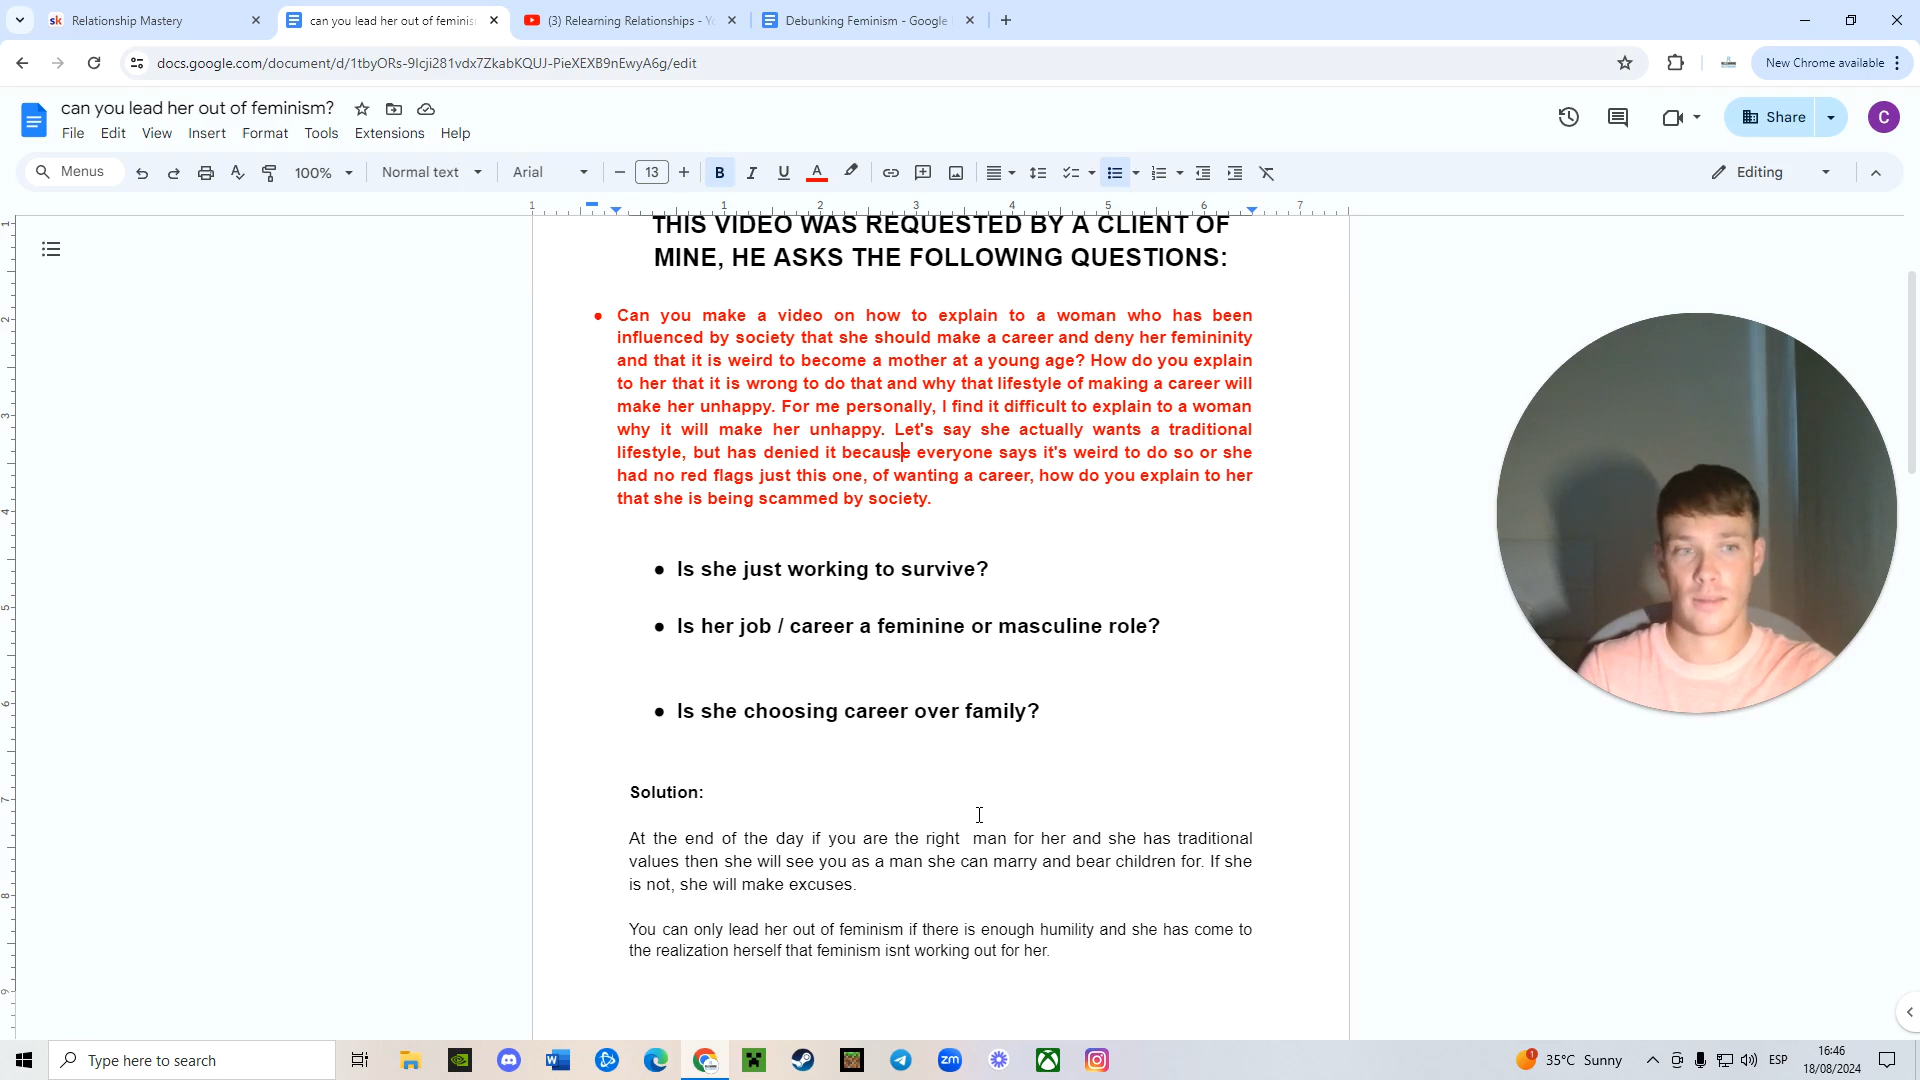 Relationship Mastery
can you lead her out of feminis
(3) Relearning Relationships - Y
Debunking Feminism - Google
docs.google.com/document/d/1tbyORs-9Icji281vdx7ZkabKQUJ-PieXEXB9nEwyA6g/edit
New Chrome available
can you lead her out of feminism?
File Edit View Insert Format Tools Extensions Help
Share
C
Menus
100%
Normal text
Arial
13
Editing
1 1 2 3 4 5 6 7
THIS VIDEO WAS REQUESTED BY A CLIENT OF
MINE, HE ASKS THE FOLLOWING QUESTIONS:
● Can you make a video on how to explain to a woman who has been
influenced by society that she should make a career and deny her femininity
and that it is weird to become a mother at a young age? How do you explain
to her that it is wrong to do that and why that lifestyle of making a career will
make her unhappy. For me personally, I find it difficult to explain to a woman
why it will make her unhappy. Let's say she actually wants a traditional
lifestyle, but has denied it because everyone says it's weird to do so or she
had no red flags just this one, of wanting a career, how do you explain to her
that she is being scammed by society.
● Is she just working to survive?
● Is her job / career a feminine or masculine role?
● Is she choosing career over family?
Solution:
At the end of the day if you are the right man for her and she has traditional
values then she will see you as a man she can marry and bear children for. If she
is not, she will make excuses.
You can only lead her out of feminism if there is enough humility and she has come to
the realization herself that feminism isnt working out for her.
Type here to search
35°C Sunny
ESP
16:46
18/08/2024